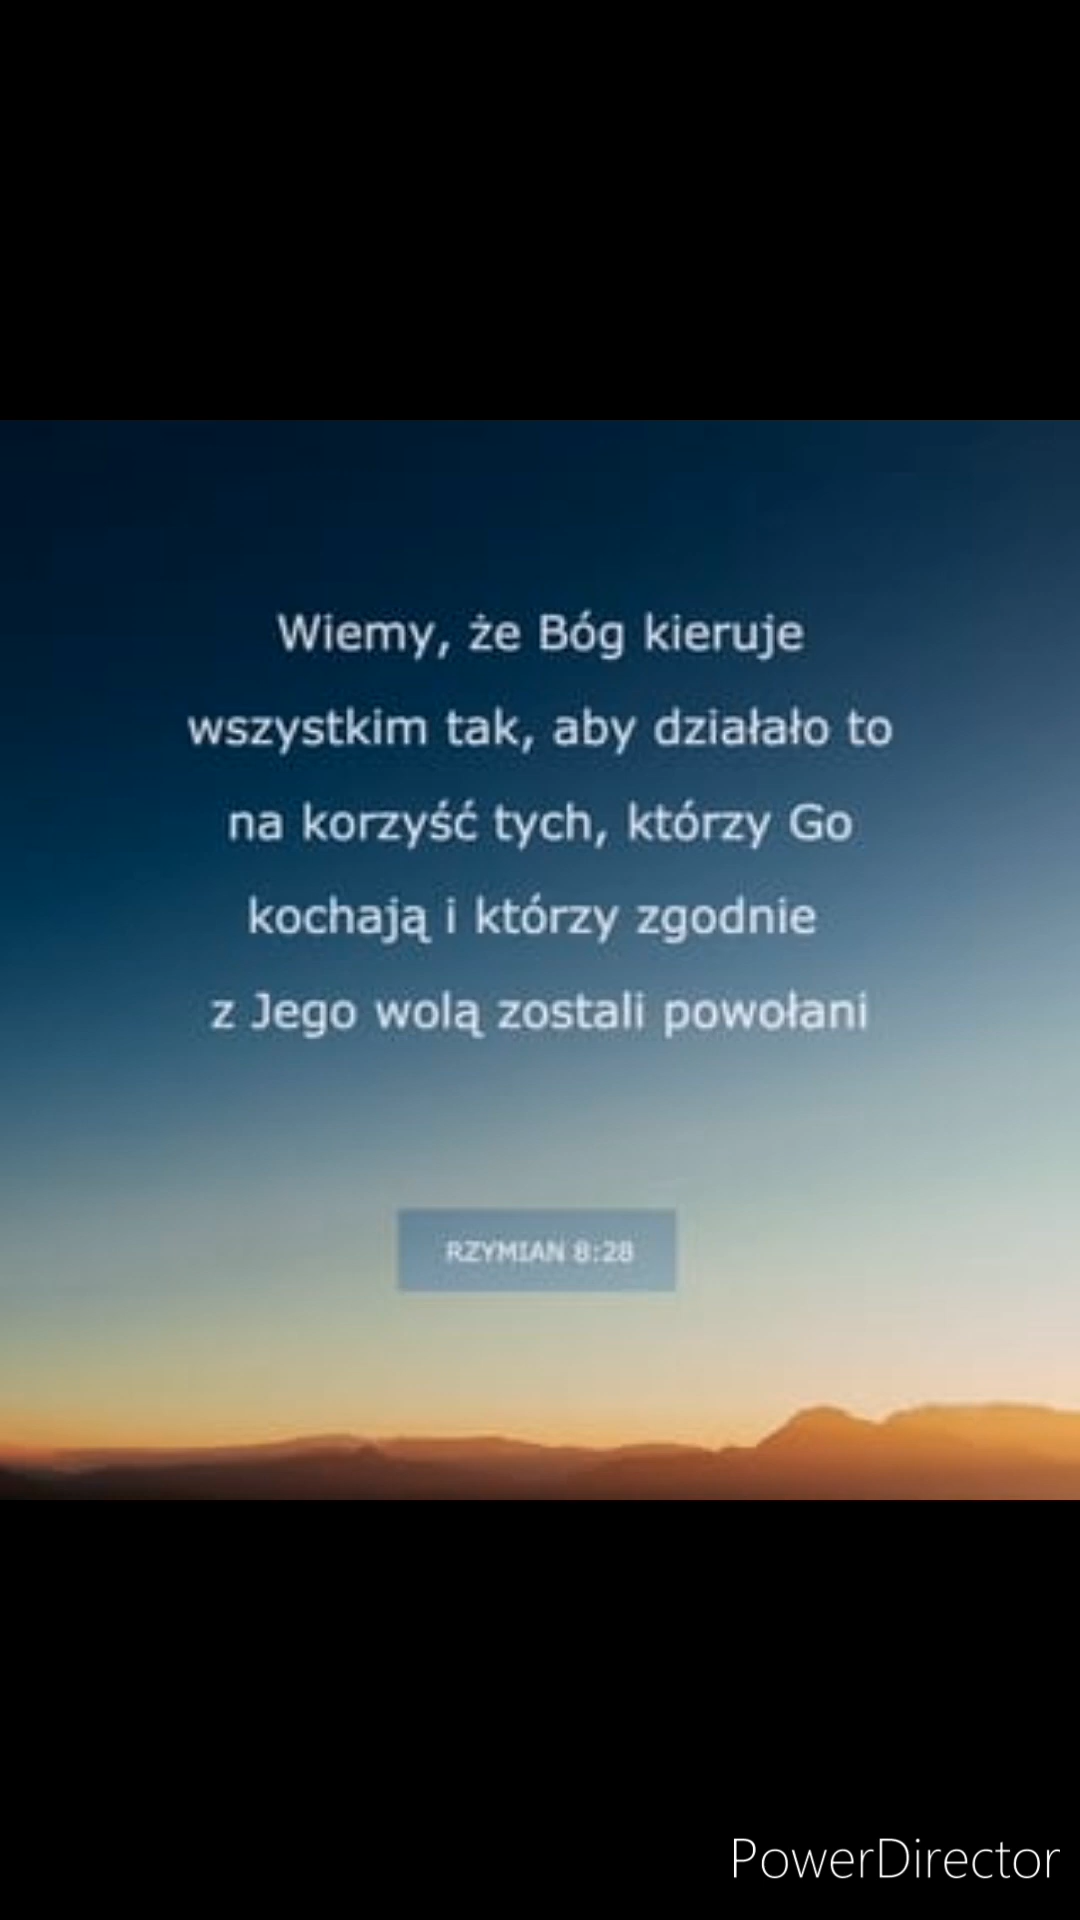 Wiemy, że Bóg kieruje
wszystkim tak, aby działało to
na korzyść tych, którzy Go
kochają i którzy zgodnie
z Jego wolą zostali powołani
RZYMIAN 8:28
PowerDirector